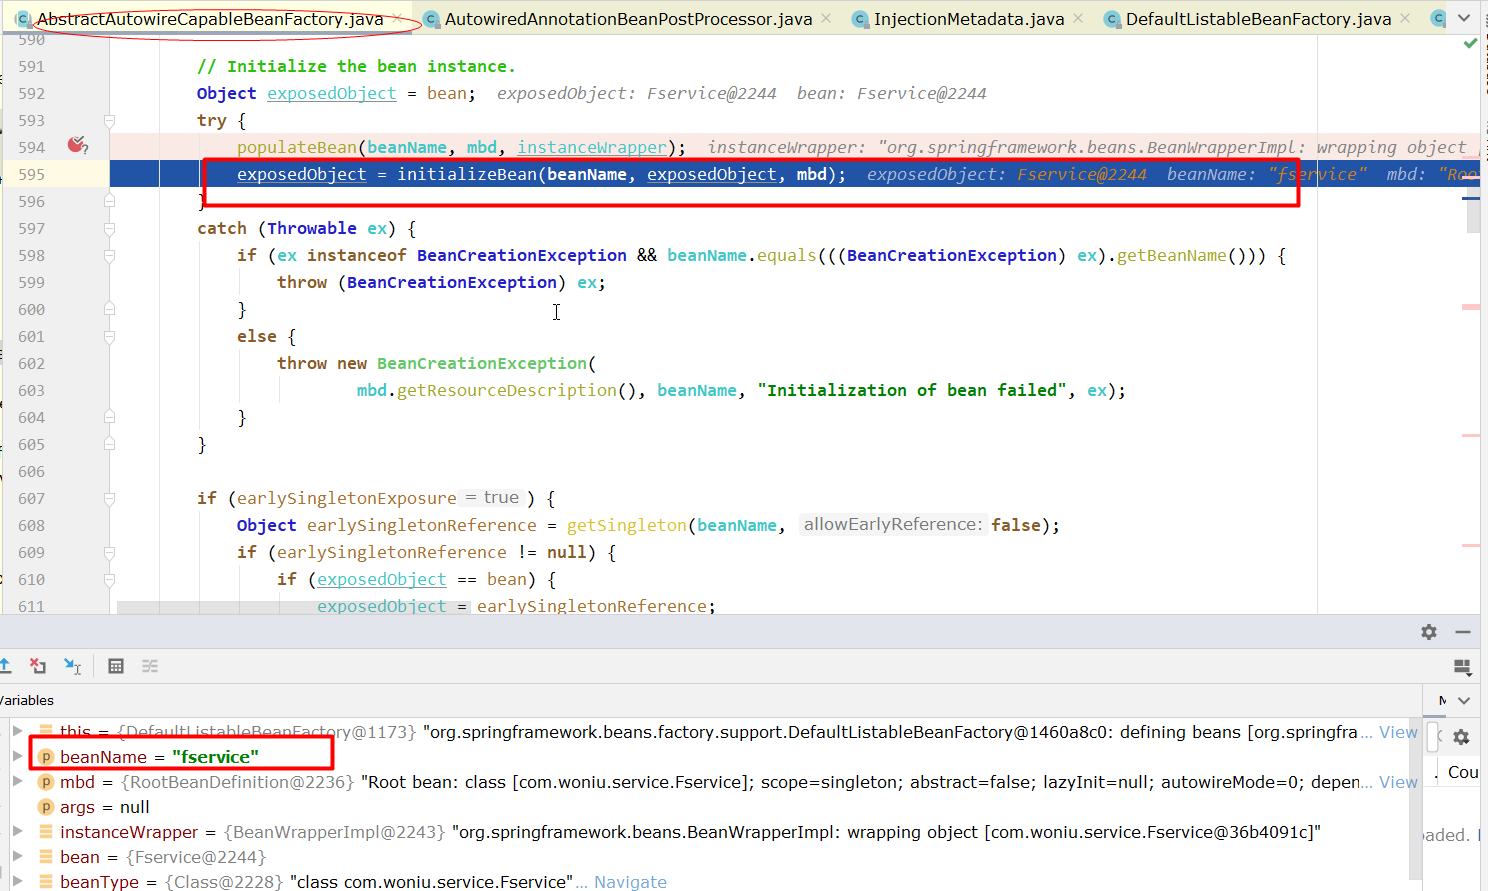 AbstractAutowireCapableBeanFactory.java AutowiredAnnotationBeanPostProcessor.java InjectionMetadata.java DefaultListableBeanFactory.java
590
591 // Initialize the bean instance.
592 Object exposedObject = bean; exposedObject: Fservice@2244 bean: Fservice@2244
593 try {
594 populateBean(beanName, mbd, instanceWrapper); instanceWrapper: "org.springframework.beans.BeanWrapperImpl: wrapping object
595 exposedObject = initializeBean(beanName, exposedObject, mbd); exposedObject: Fservice@2244 beanName: "fservice" mbd: "Root
596 }
597 catch (Throwable ex) {
598 if (ex instanceof BeanCreationException && beanName.equals(((BeanCreationException) ex).getBeanName())) {
599 throw (BeanCreationException) ex;
600 }
601 else {
602 throw new BeanCreationException(
603 mbd.getResourceDescription(), beanName, "Initialization of bean failed", ex);
604 }
605 }
606
607 if (earlySingletonExposure = true ) {
608 Object earlySingletonReference = getSingleton(beanName, allowEarlyReference: false);
609 if (earlySingletonReference != null) {
610 if (exposedObject == bean) {
611 exposedObject = earlySingletonReference;
Variables
this = {DefaultListableBeanFactory@1173} "org.springframework.beans.factory.support.DefaultListableBeanFactory@1460a8c0: defining beans [org.springfra... View
p beanName = "fservice"
p mbd = {RootBeanDefinition@2236} "Root bean: class [com.woniu.service.Fservice]; scope=singleton; abstract=false; lazyInit=null; autowireMode=0; depen... View
p args = null
instanceWrapper = {BeanWrapperImpl@2243} "org.springframework.beans.BeanWrapperImpl: wrapping object [com.woniu.service.Fservice@36b4091c]"
bean = {Fservice@2244}
beanType = {Class@2228} "class com.woniu.service.Fservice"... Navigate
Cou
aded.